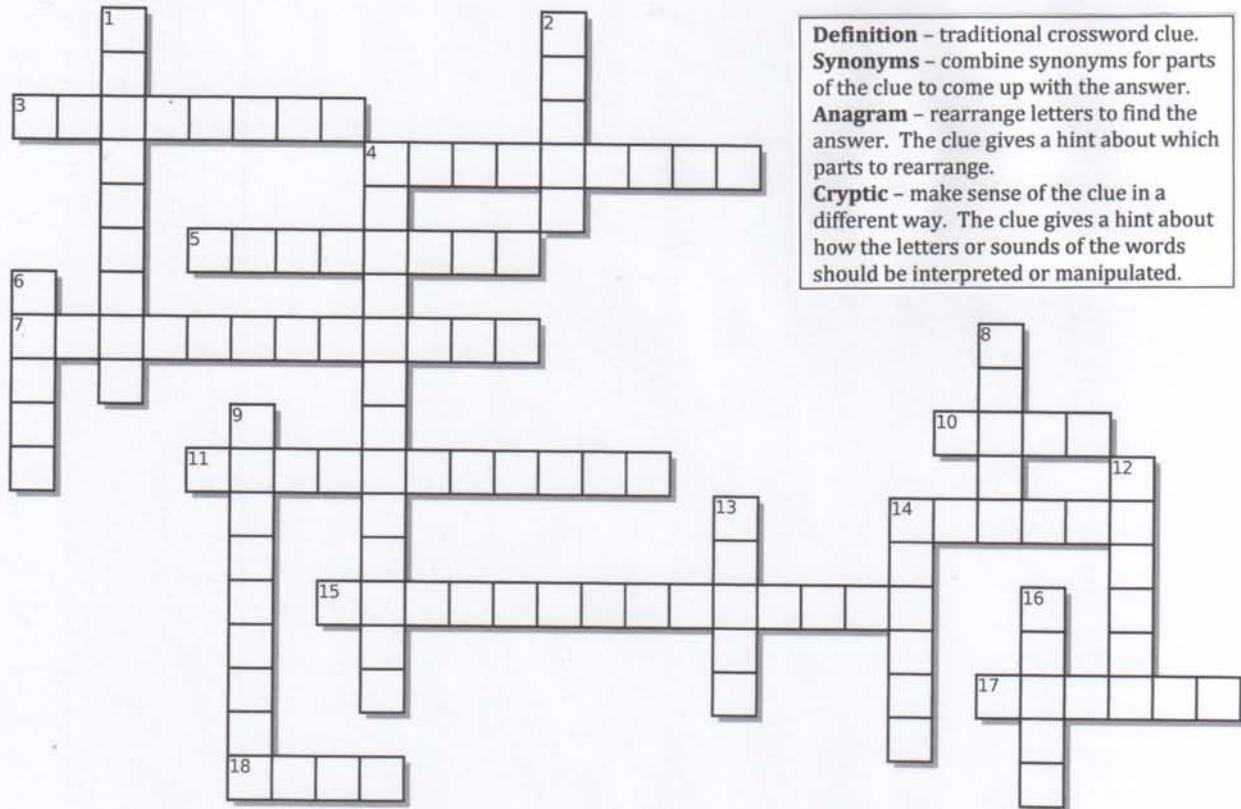 1
2
Definition – traditional crossword clue.
Synonyms – combine synonyms for parts
of the clue to come up with the answer.
Anagram – rearrange letters to find the
answer. The clue gives a hint about which
parts to rearrange.
Cryptic – make sense of the clue in a
different way. The clue gives a hint about
how the letters or sounds of the words
should be interpreted or manipulated.
3
4
5
6
7
8
9
10
11
12
13
14
15
16
17
18